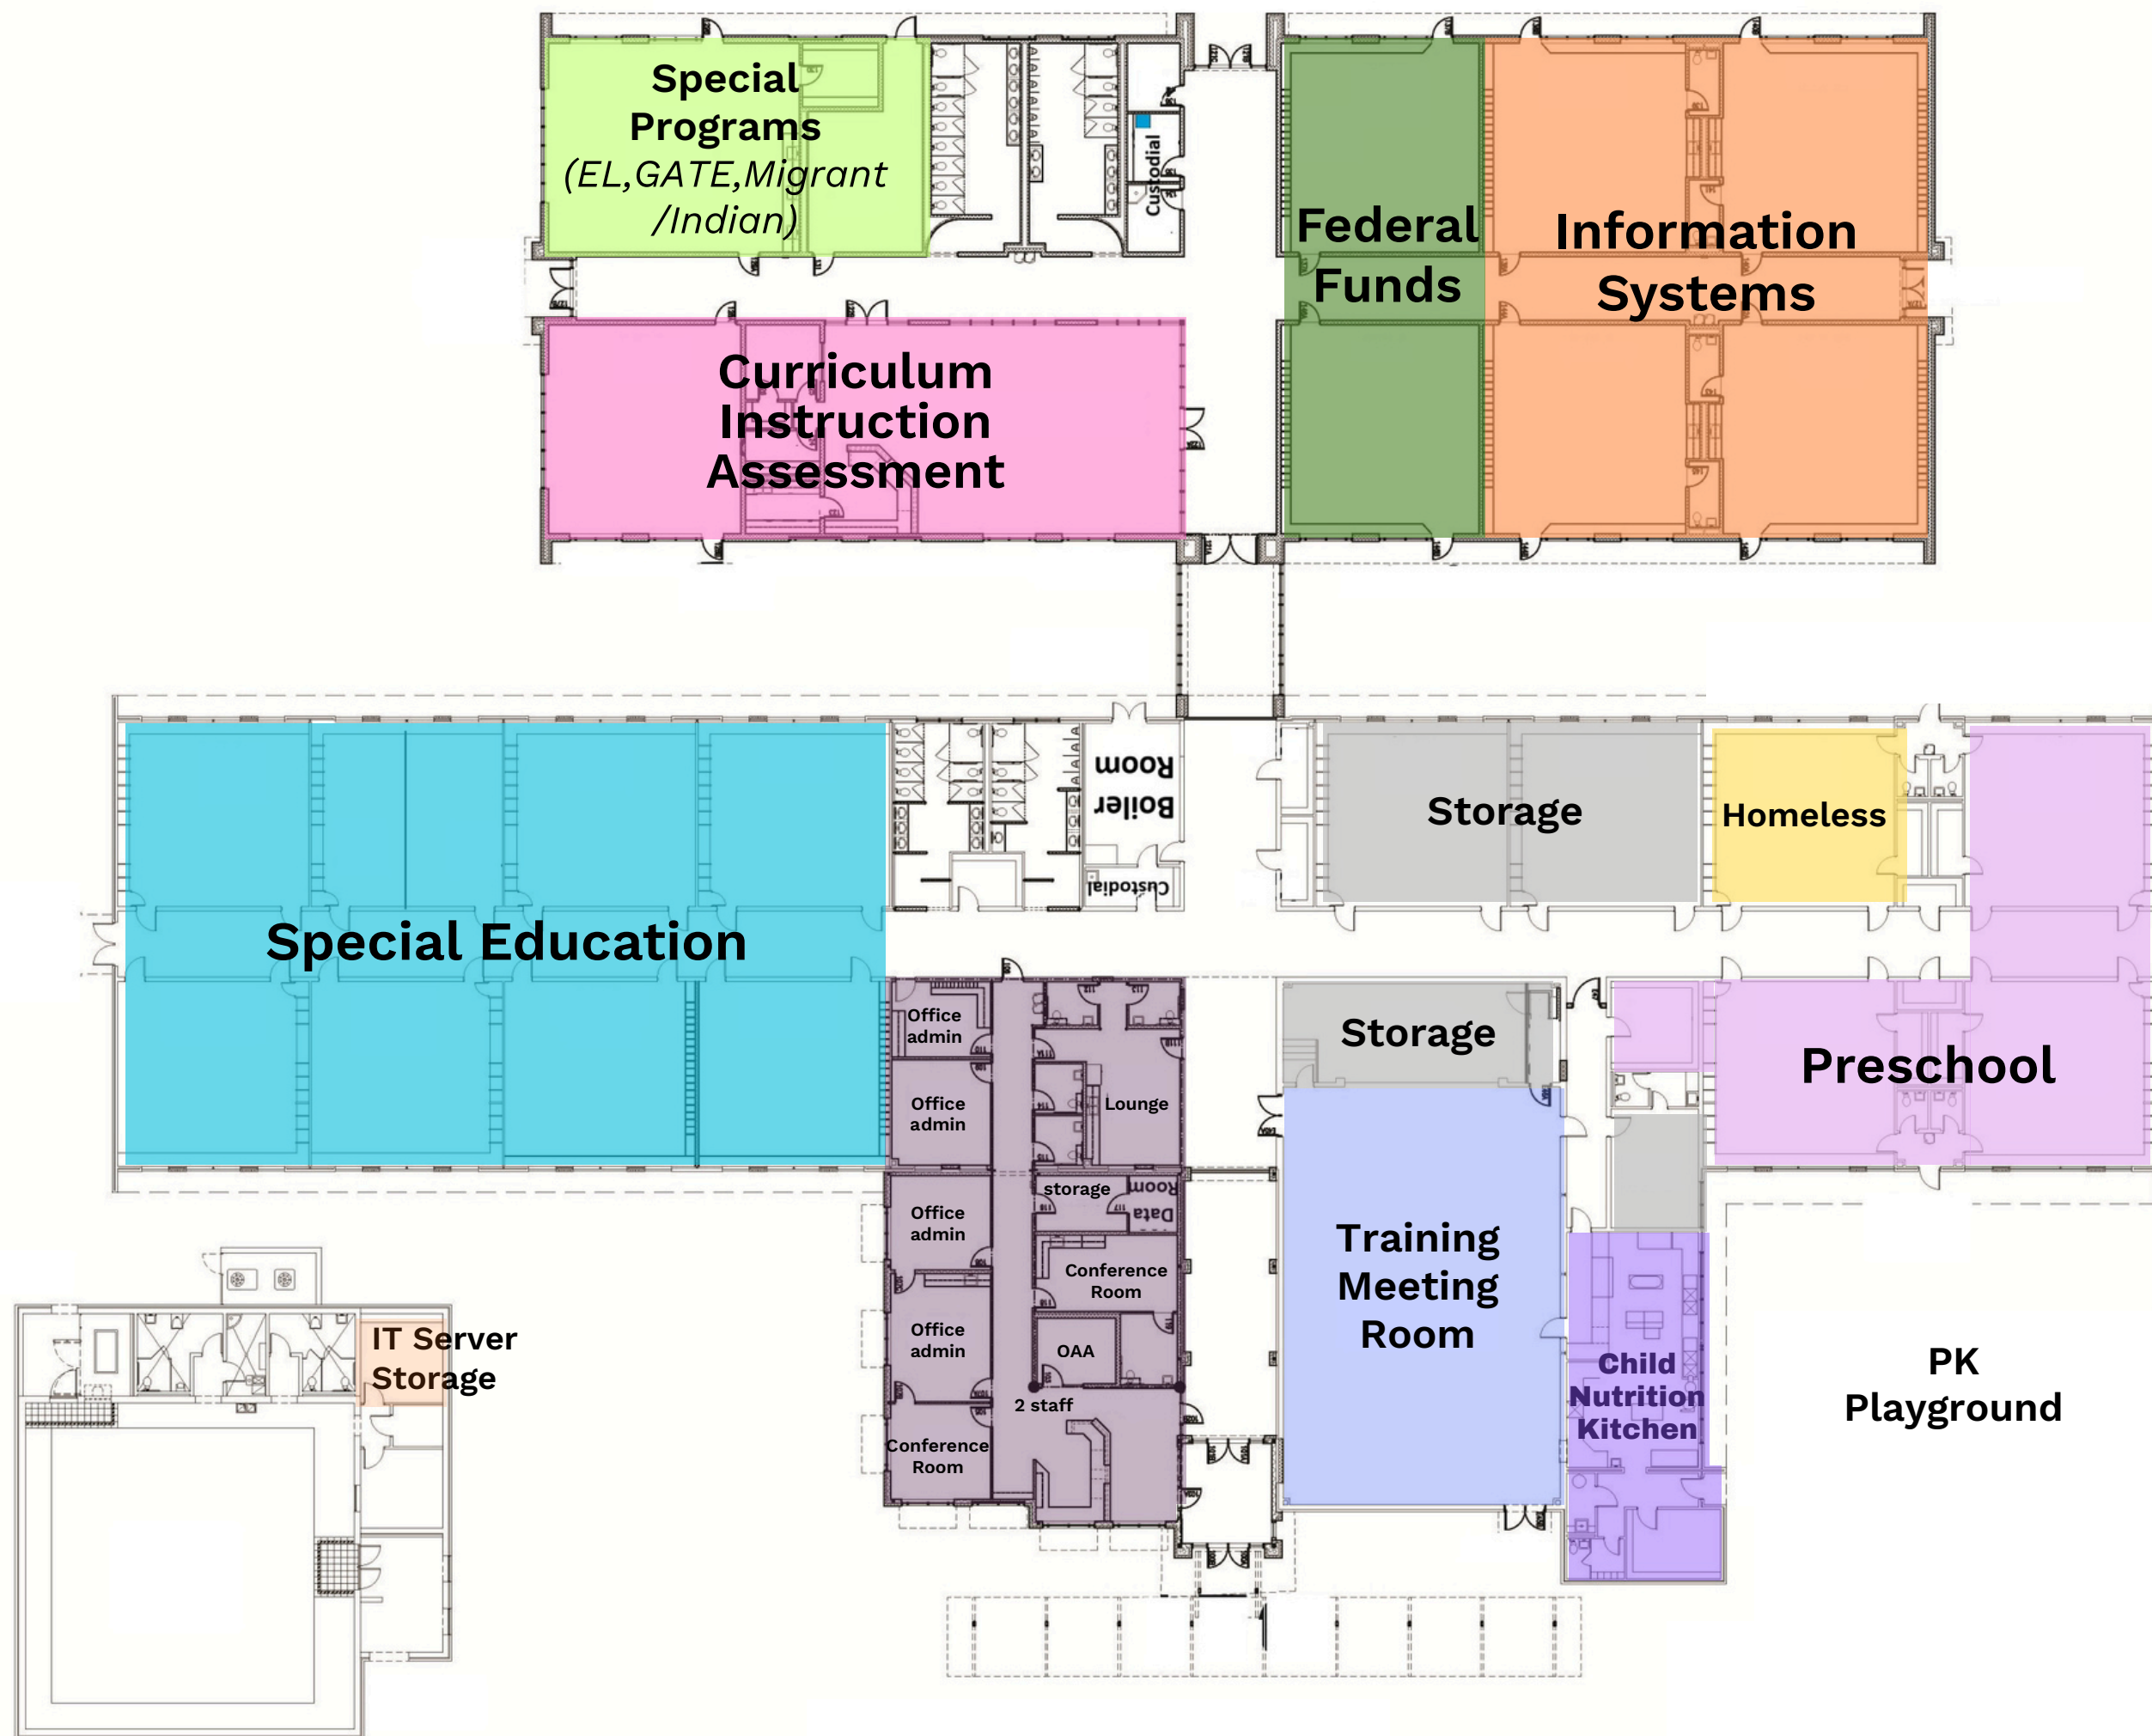 Special
Programs
(EL,GATE,Migrant
/Indian)
Custodial
Federal
Funds
Information
Systems
Curriculum
Instruction
Assessment
Boiler
Room
Custodial
Storage
Homeless
Special Education
Office
admin
Storage
Preschool
Office
admin
Lounge
storage
Data
Room
Office
admin
Training
Meeting
Room
Conference
Room
Office
admin
OAA
IT Server
Storage
Child
Nutrition
Kitchen
PK
Playground
2 staff
Conference
Room